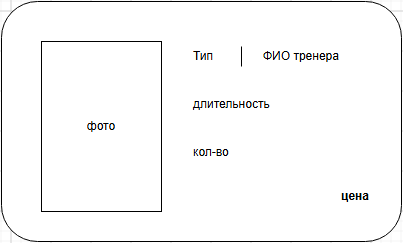 Тип | ФИО тренера
длительность
фото
кол-во
цена